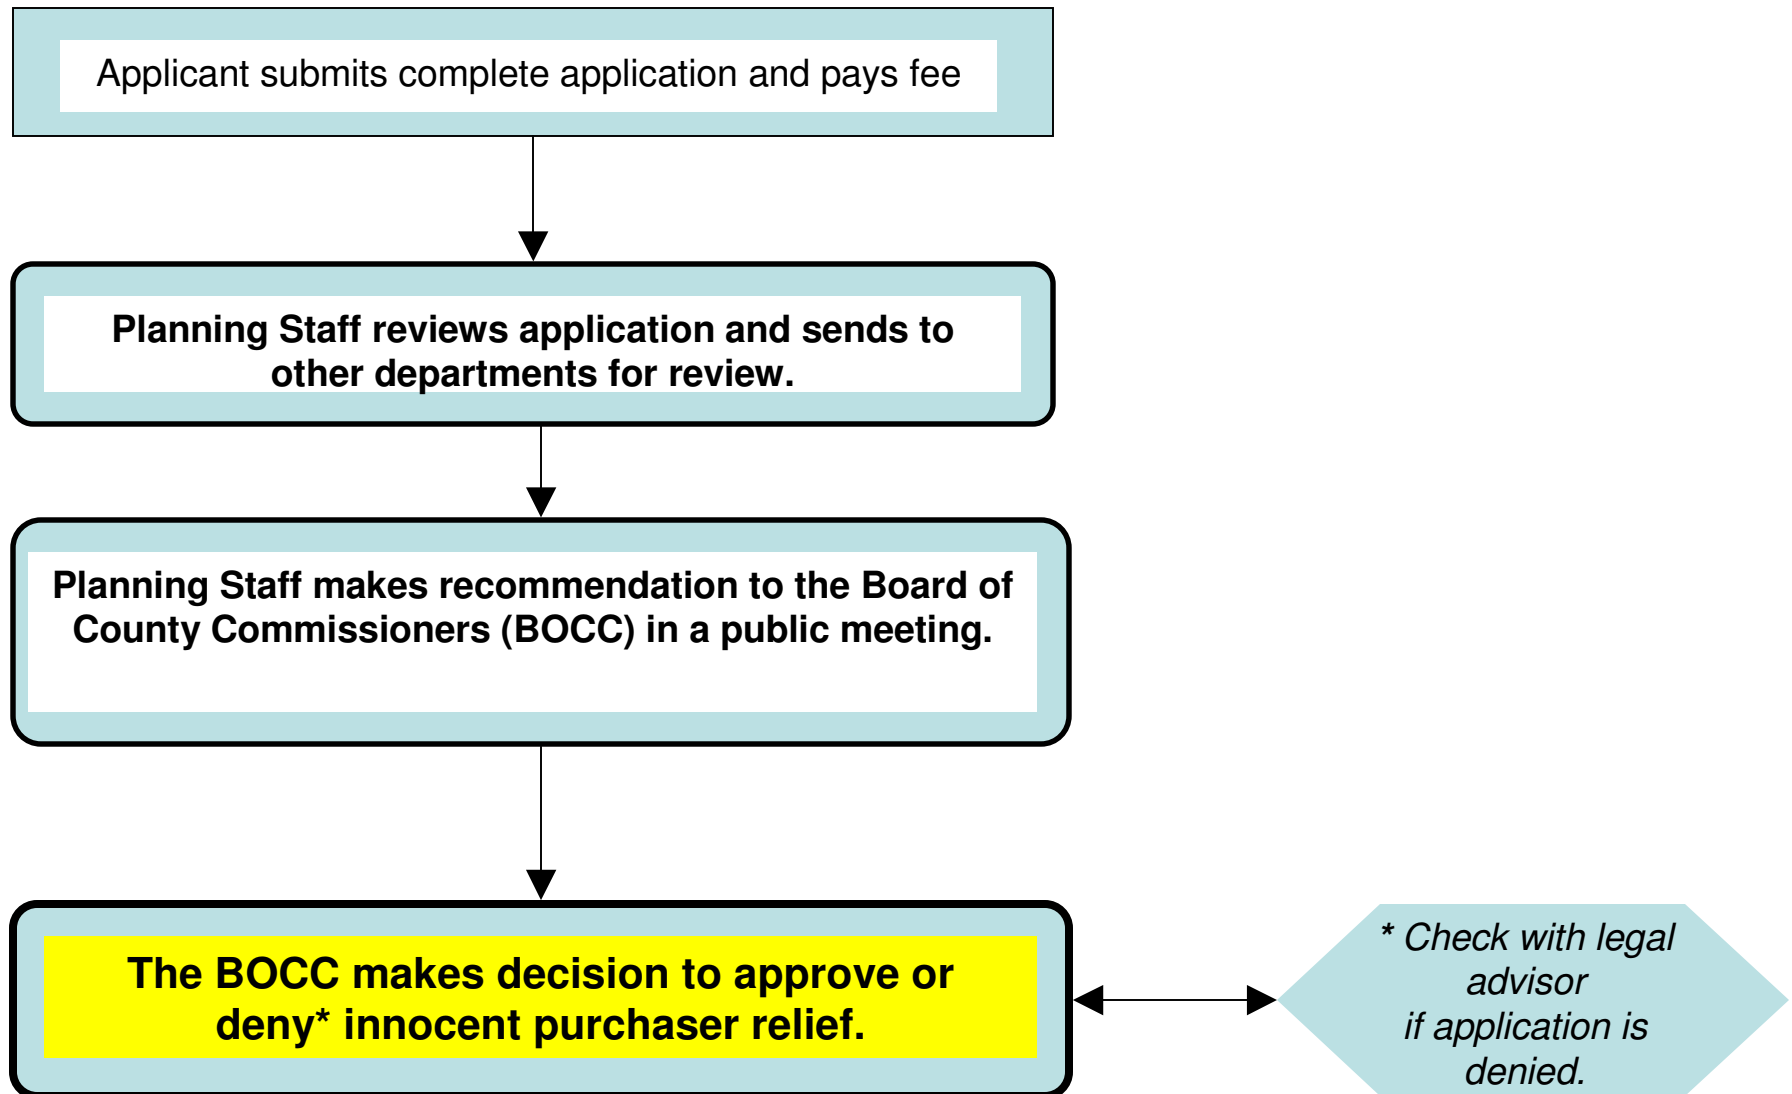 Applicant submits complete application and pays fee
Planning Staff reviews application and sends to
other departments for review.
Planning Staff makes recommendation to the Board of
County Commissioners (BOCC) in a public meeting.
The BOCC makes decision to approve or
deny* innocent purchaser relief.
* Check with legal
advisor
if application is
denied.